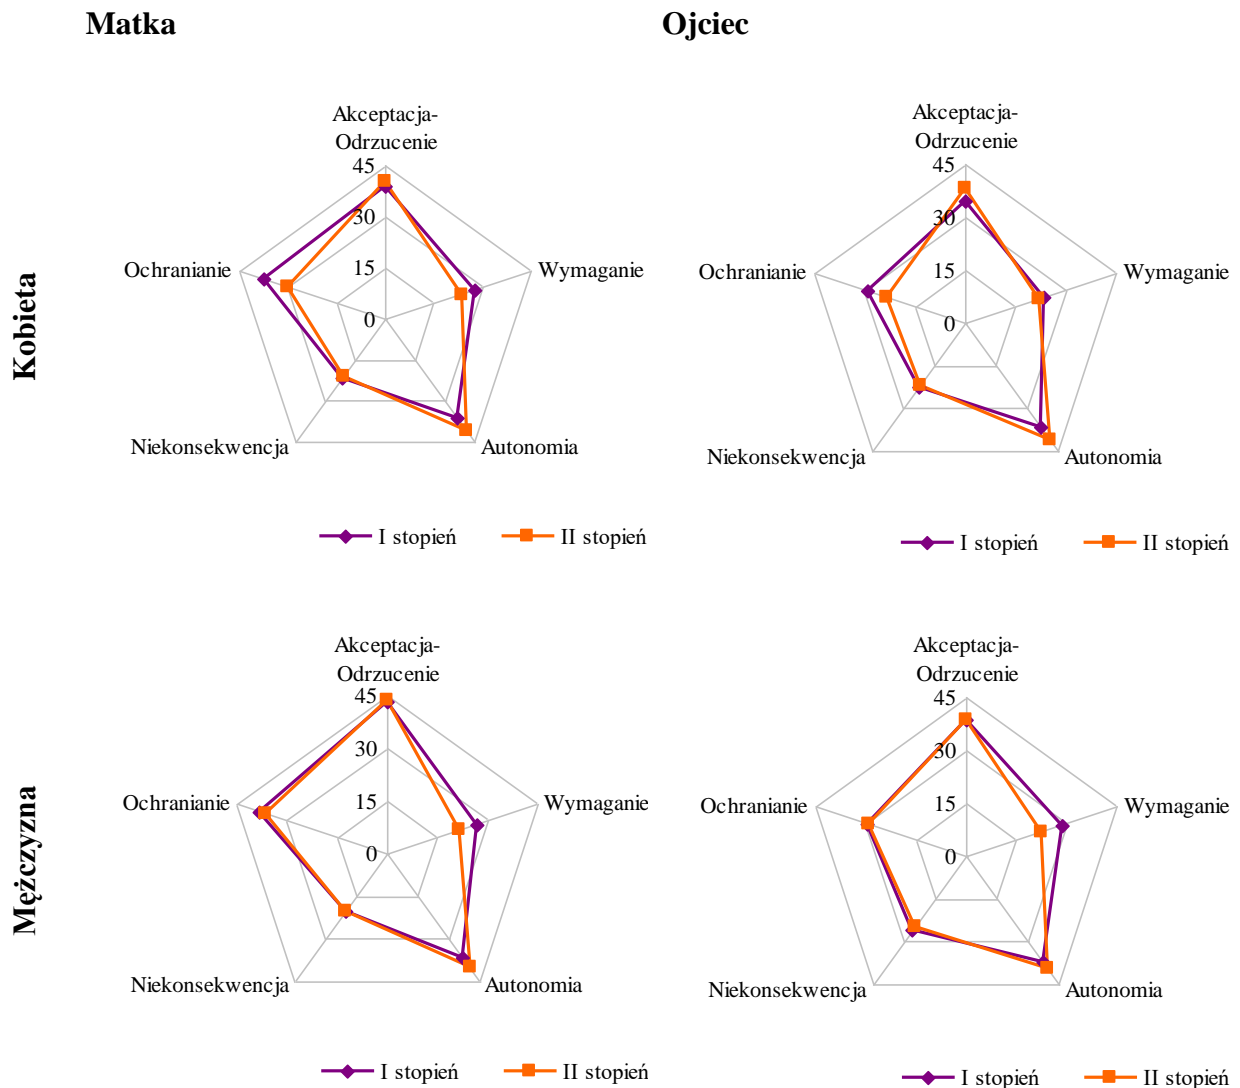 Matka
Ojciec
Kobieta
Akceptacja-
Odrzucenie
45
30
15
0
Ochranianie
Wymaganie
Niekonsekwencja
Autonomia
I stopień
II stopień
Akceptacja-
Odrzucenie
45
30
15
0
Ochranianie
Wymaganie
Niekonsekwencja
Autonomia
I stopień
II stopień
Mężczyzna
Akceptacja-
Odrzucenie
45
30
15
0
Ochranianie
Wymaganie
Niekonsekwencja
Autonomia
I stopień
II stopień
Akceptacja-
Odrzucenie
45
30
15
0
Ochranianie
Wymaganie
Niekonsekwencja
Autonomia
I stopień
II stopień